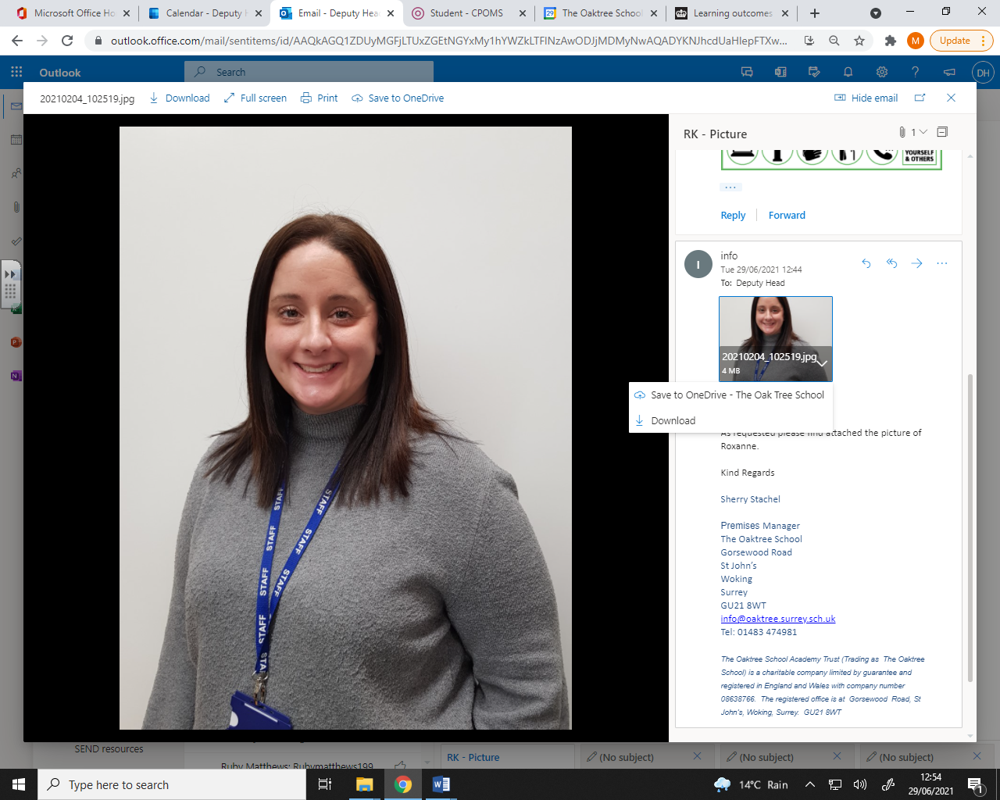 Microsoft Office Ho
Calendar - Deputy H
Email - Deputy Hea
Student - CPOMS
29
The Oaktree School
Learning outcomes
outlook.office.com/mail/sentitems/id/AAQkAGQ1ZDUyMGFjLTUxZGEtNGYxMy1hYWZkLTFlNzAwODJjMDMyNwAQADYKNJhcdUaHlepFTXw...
M
Update
Outlook
Search
DH
20210204_102519.jpg
Download
Full screen
Print
Save to OneDrive
Hide email
RK - Picture
1
YOURSELF
& OTHERS
...
Reply
Forward
I
info
Tue 29/06/2021 12:44
To: Deputy Head
20210204_102519.jpg
4 MB
Save to OneDrive - The Oak Tree School
Download
As requested please find attached the picture of
Roxanne.
Kind Regards
Sherry Stachel
Premises Manager
The Oaktree School
Gorsewood Road
St John's
Woking
Surrey
GU21 8WT
info@oaktree.surrey.sch.uk
Tel: 01483 474981
The Oaktree School Academy Trust (Trading as The Oaktree
School) is a charitable company limited by guarantee and
registered in England and Wales with company number
08638766. The registered office is at Gorsewood Road, St
John's, Woking, Surrey. GU21 8WT
STAFF
STAFF
STAFF
STAFF
STAFF
STAFF
STA
SEND resources
Ruby Matthews: Rubymatthews199
RK - Picture
(No subject)
(No subject)
(No subject)
Type here to search
14°C Rain
12:54
29/06/2021
1